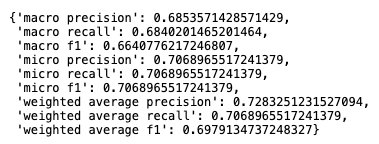 {'macro precision': 0.6853571428571429,
'macro recall': 0.6840201465201464,
'macro f1': 0.6640776217246807,
'micro precision': 0.7068965517241379,
'micro recall': 0.7068965517241379,
'micro f1': 0.7068965517241379,
'weighted average precision': 0.7283251231527094,
'weighted average recall': 0.7068965517241379,
'weighted average f1': 0.6979134737248327}